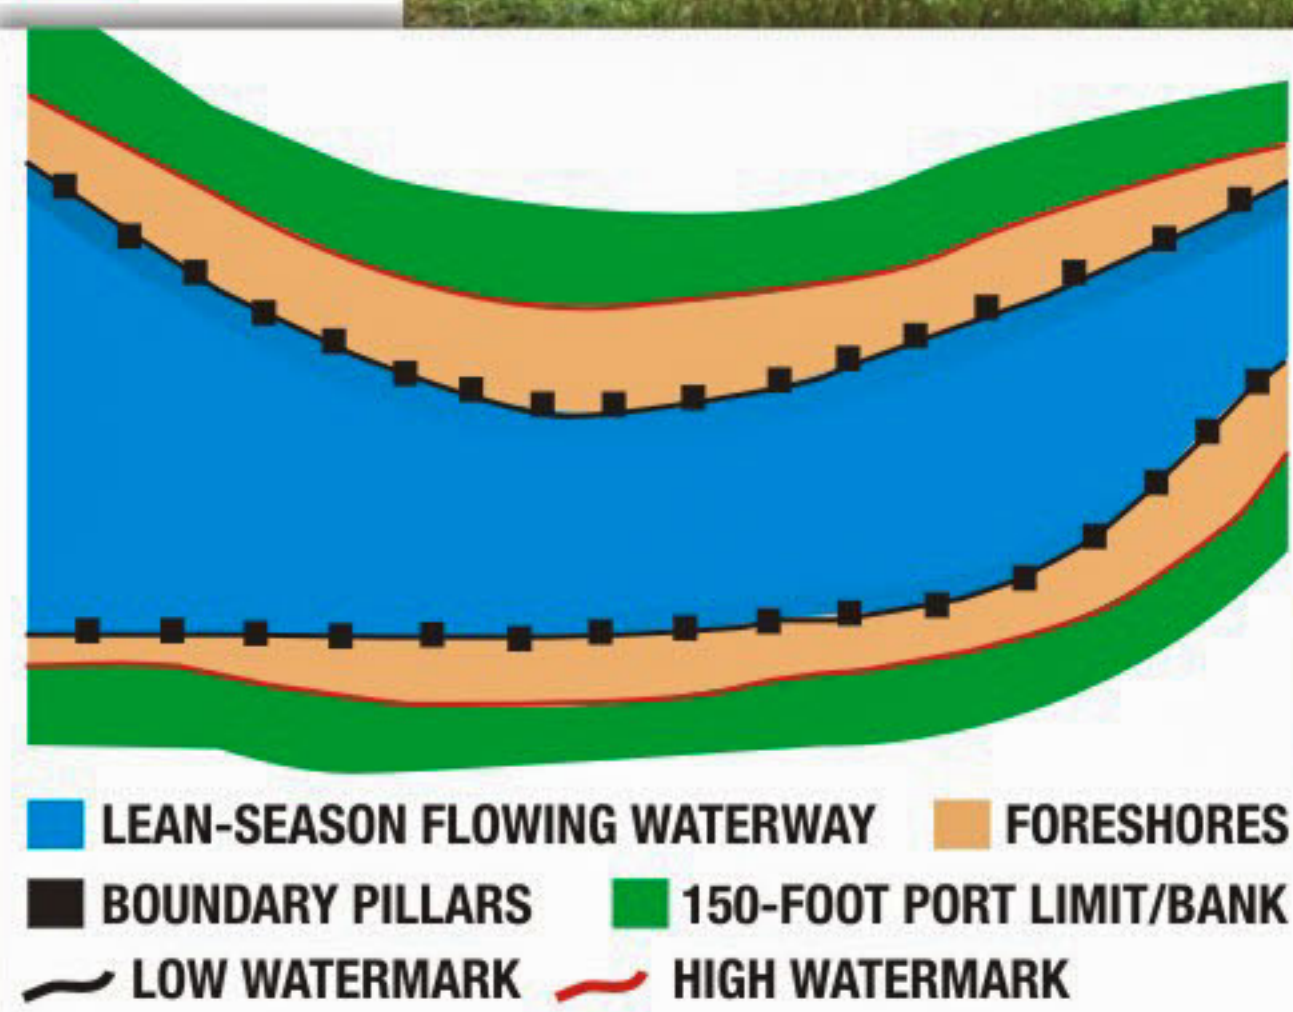 LEAN-SEASON FLOWING WATERWAY FORESHORES
BOUNDARY PILLARS 150-FOOT PORT LIMIT/BANK
LOW WATERMARK HIGH WATERMARK